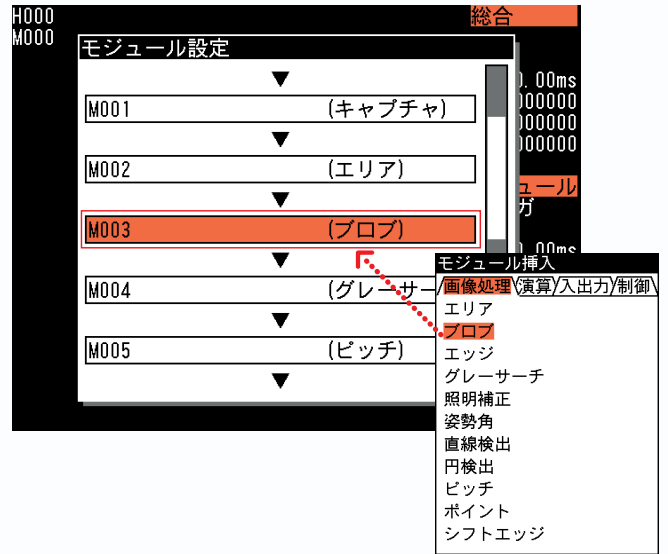 H000
総合
M000
モジュール設定
▼
0.00ms
M001 (キャプチャ)
000000
000000
000000
▼
M002 (エリア)
▼
ュール
ガ
M003 (ブロブ)
▼
0.00ms
M004 (グレーサー
▼
M005 (ピッチ)
▼
モジュール挿入
画像処理 演算 入出力 制御
エリア
ブロブ
エッジ
グレーサーチ
照明補正
姿勢角
直線検出
円検出
ピッチ
ポイント
シフトエッジ